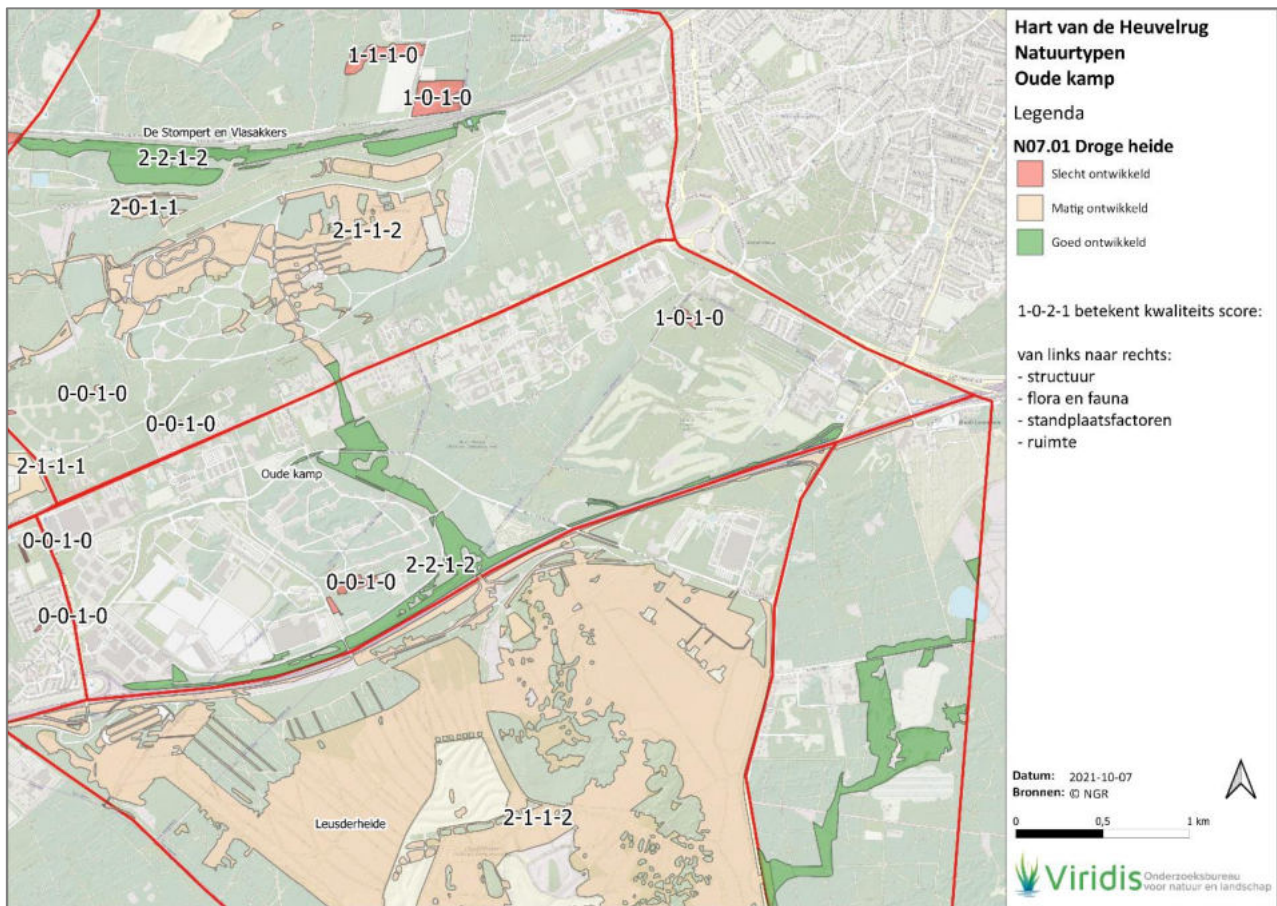 1-1-1-0
1-0-1-0
De Stompert en Vlasakkers
2-2-1-2
2-0-1-1
2-1-1-2
1-0-1-0
0-0-1-0
0-0-1-0
2-1-1-1
Oude kamp
0-0-1-0
2-2-1-2
0-0-1-0
0-0-1-0
Leusderheide
2-1-1-2
Hart van de Heuvelrug
Natuurtypen
Oude kamp
Legenda
N07.01 Droge heide
Slecht ontwikkeld
Matig ontwikkeld
Goed ontwikkeld
1-0-2-1 betekent kwaliteits score:
van links naar rechts:
- structuur
- flora en fauna
- standplaatsfactoren
- ruimte
Datum: 2021-10-07
Bronnen: © NGR
0 0,5 1 km
Viridis Onderzoeksbureau
voor natuur en landschap